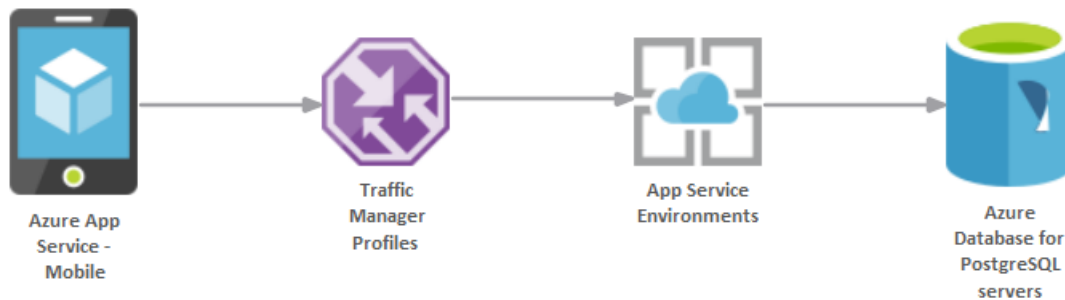 Azure App
Service -
Mobile
Traffic
Manager
Profiles
App Service
Environments
Azure
Database for
PostgreSQL
servers